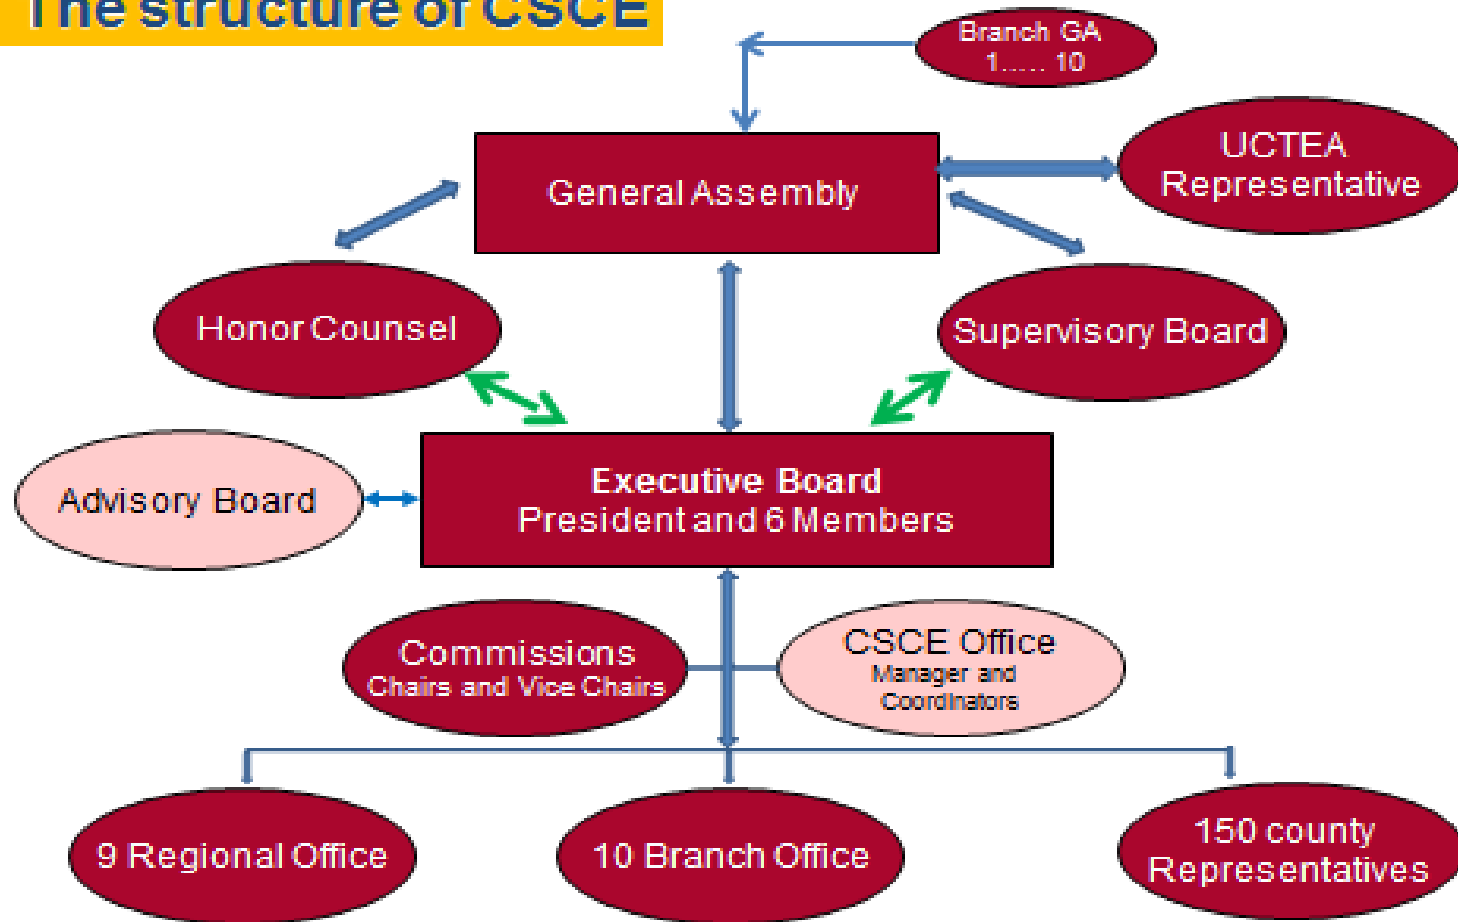 The structure of CSCE
Branch GA
1..... 10
UCTEA
Representative
General Assembly
Honor Counsel
Supervisory Board
Advisory Board
Executive Board
President and 6 Members
Commissions
Chairs and Vice Chairs
CSCE Office
Manager and
Coordinators
9 Regional Office
10 Branch Office
150 county
Representatives